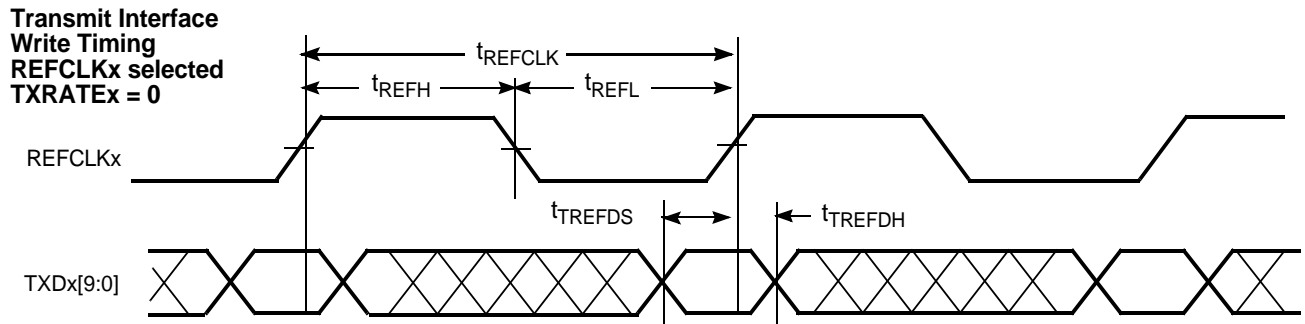 Transmit Interface
Write Timing
REFCLKx selected
TXRATEx = 0
tREFCLK
tREFH
tREFL
REFCLKx
tTREFDS
tTREFDH
TXDx[9:0]